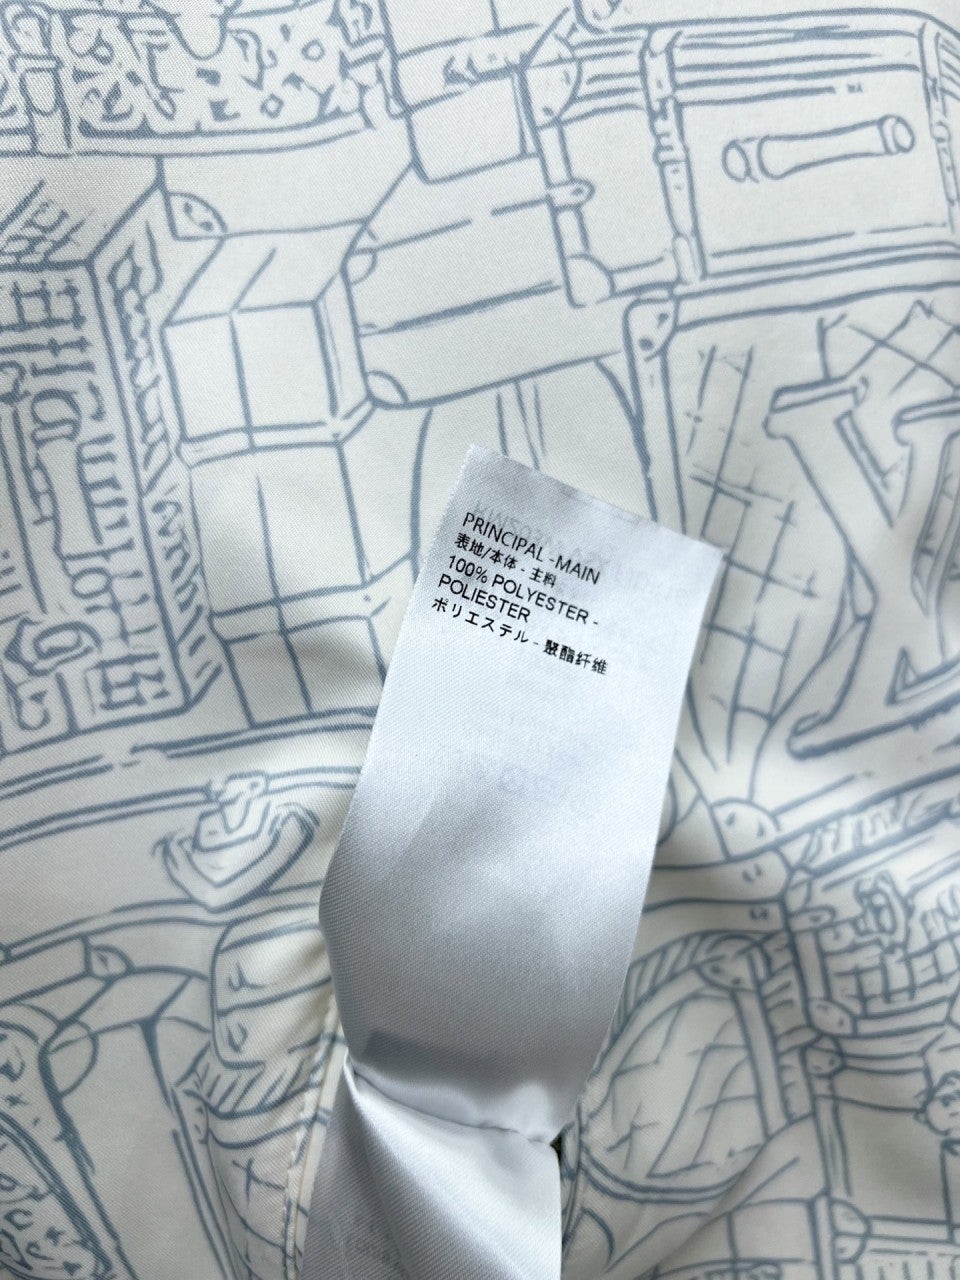 PRINCIPAL -MAIN
表地/本体 - 主料
100% POLYESTER -
POLIESTER
ポリエステル - 聚酯纤维